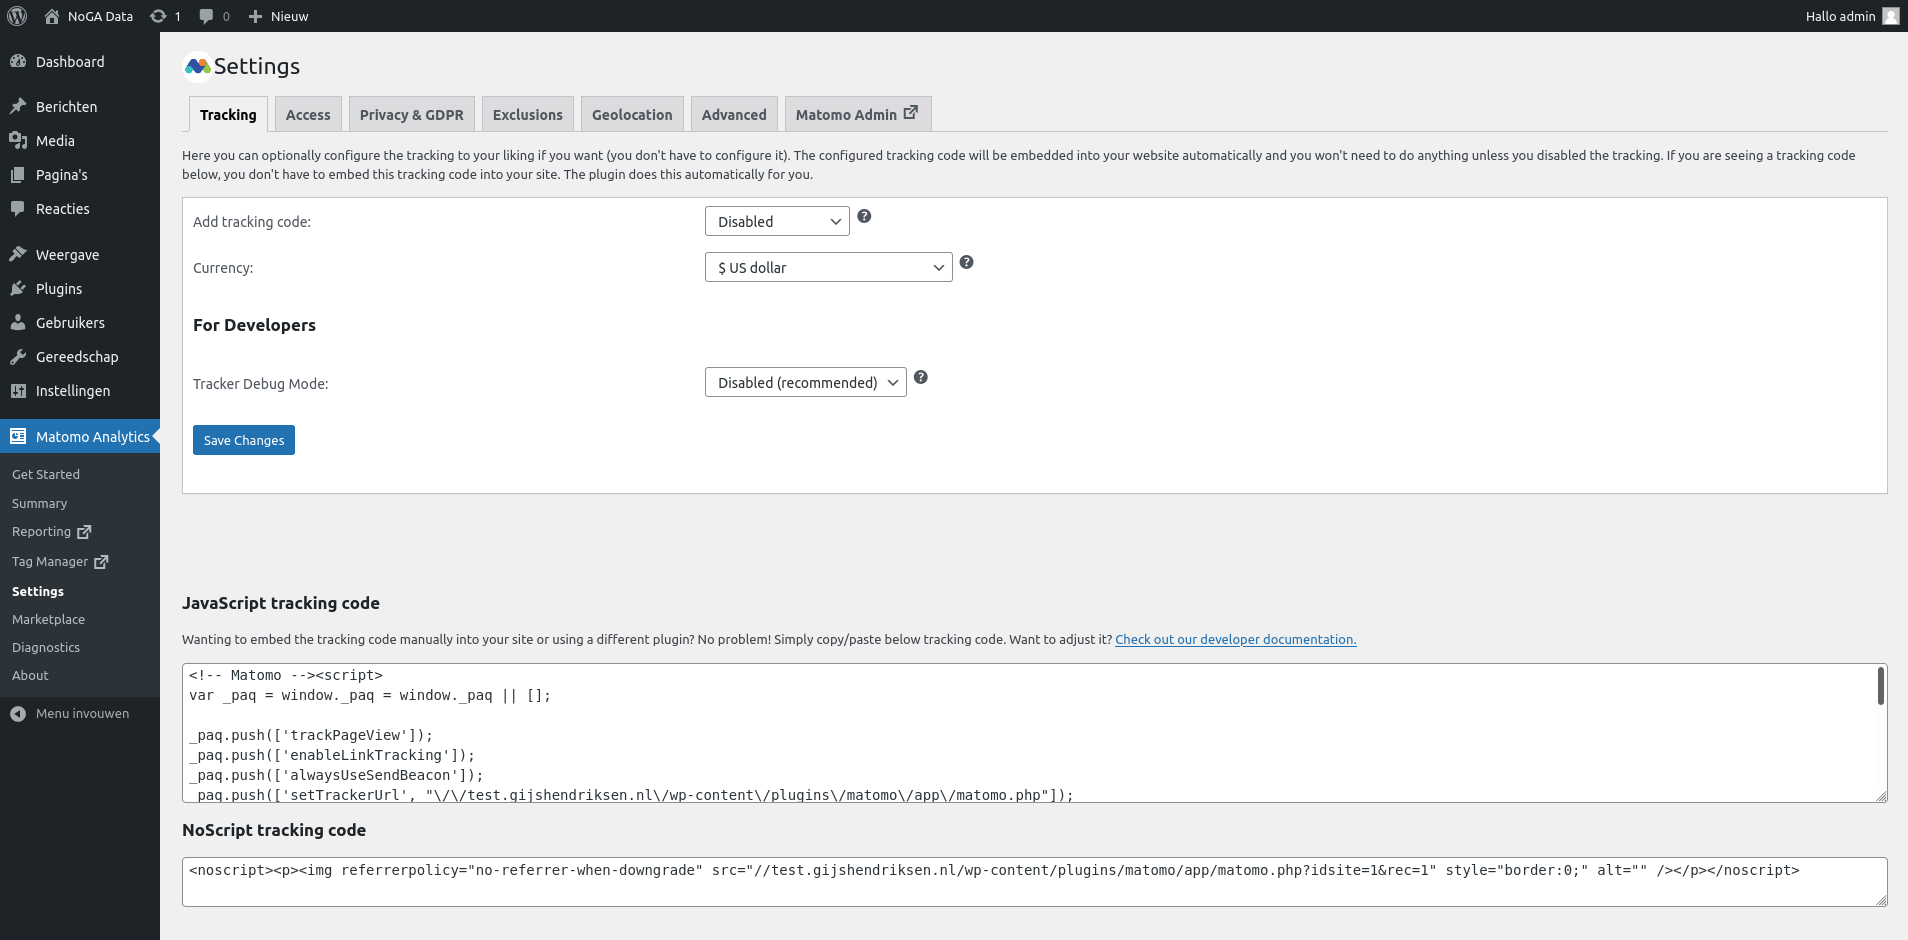 NoGA Data 1 0 Nieuw Hallo admin
Dashboard
Berichten
Media
Pagina's
Reacties
Weergave
Plugins
Gebruikers
Gereedschap
Instellingen
Matomo Analytics
Get Started
Summary
Reporting
Tag Manager
Settings
Marketplace
Diagnostics
About
Menu invouwen
Settings
Tracking Access Privacy & GDPR Exclusions Geolocation Advanced Matomo Admin
Here you can optionally configure the tracking to your liking if you want (you don't have to configure it). The configured tracking code will be embedded into your website automatically and you won't need to do anything unless you disabled the tracking. If you are seeing a tracking code
below, you don't have to embed this tracking code into your site. The plugin does this automatically for you.
Add tracking code: Disabled ?
Currency: $ US dollar ?
For Developers
Tracker Debug Mode: Disabled (recommended) ?
Save Changes
JavaScript tracking code
Wanting to embed the tracking code manually into your site or using a different plugin? No problem! Simply copy/paste below tracking code. Want to adjust it? Check out our developer documentation.
<!-- Matomo --><script>
var _paq = window._paq = window._paq || [];
_paq.push(['trackPageView']);
_paq.push(['enableLinkTracking']);
_paq.push(['alwaysUseSendBeacon']);
_paq.push(['setTrackerUrl', "\/\/test.gijshendriksen.nl\/wp-content\/plugins\/matomo\/app\/matomo.php"]);
NoScript tracking code
<noscript><p><img referrerpolicy="no-referrer-when-downgrade" src="//test.gijshendriksen.nl/wp-content/plugins/matomo/app/matomo.php?idsite=1&rec=1" style="border:0;" alt="" /></p></noscript>